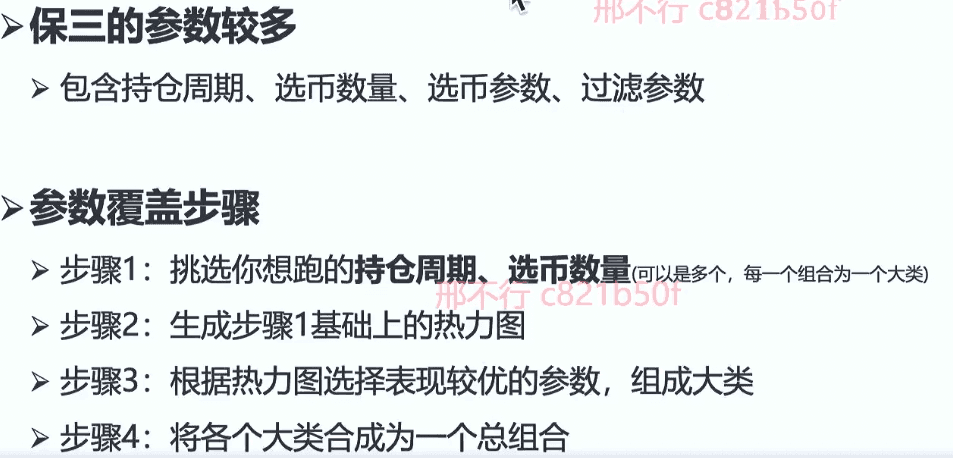 邢不行 c821b50f
保三的参数较多
包含持仓周期、选币数量、选币参数、过滤参数
参数覆盖步骤
步骤1：挑选你想跑的持仓周期、选币数量(可以是多个，每一个组合为一个大类)
邢不行 c821b50f
步骤2：生成步骤1基础上的热力图
步骤3：根据热力图选择表现较优的参数，组成大类
步骤4：将各个大类合成为一个总组合